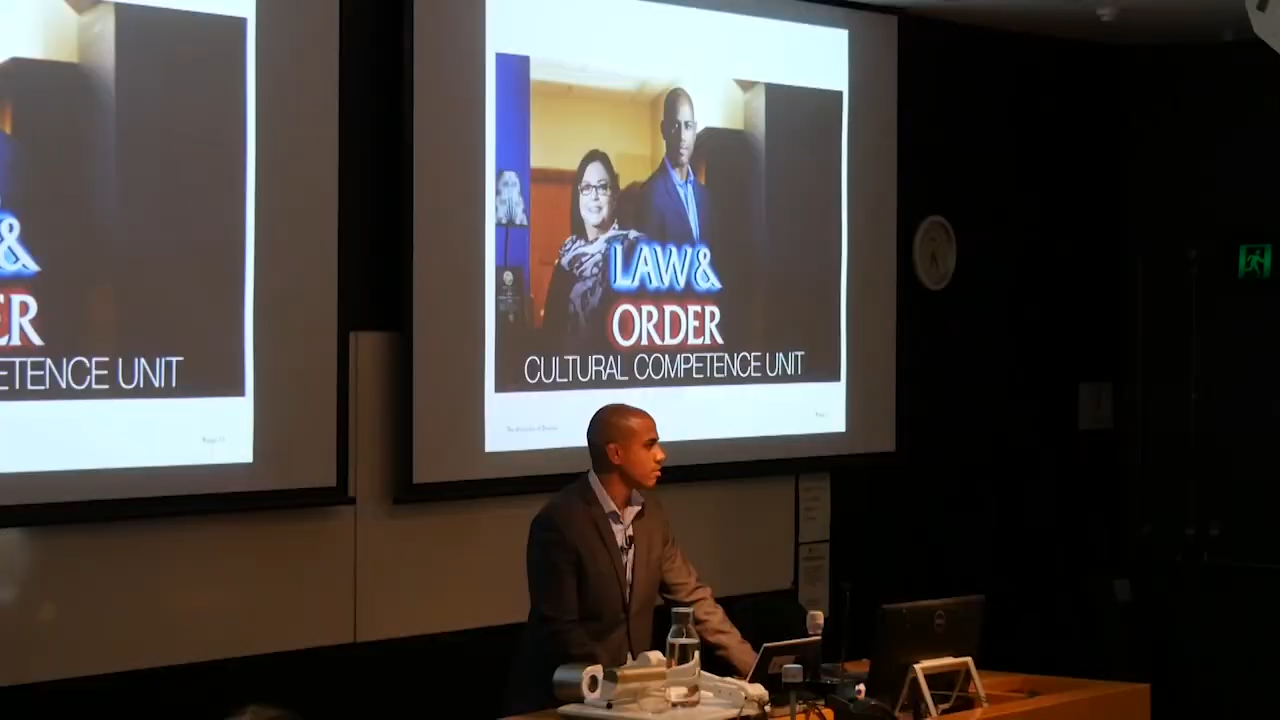 &
ER
ETENCE UNIT
LAW &
ORDER
CULTURAL COMPETENCE UNIT